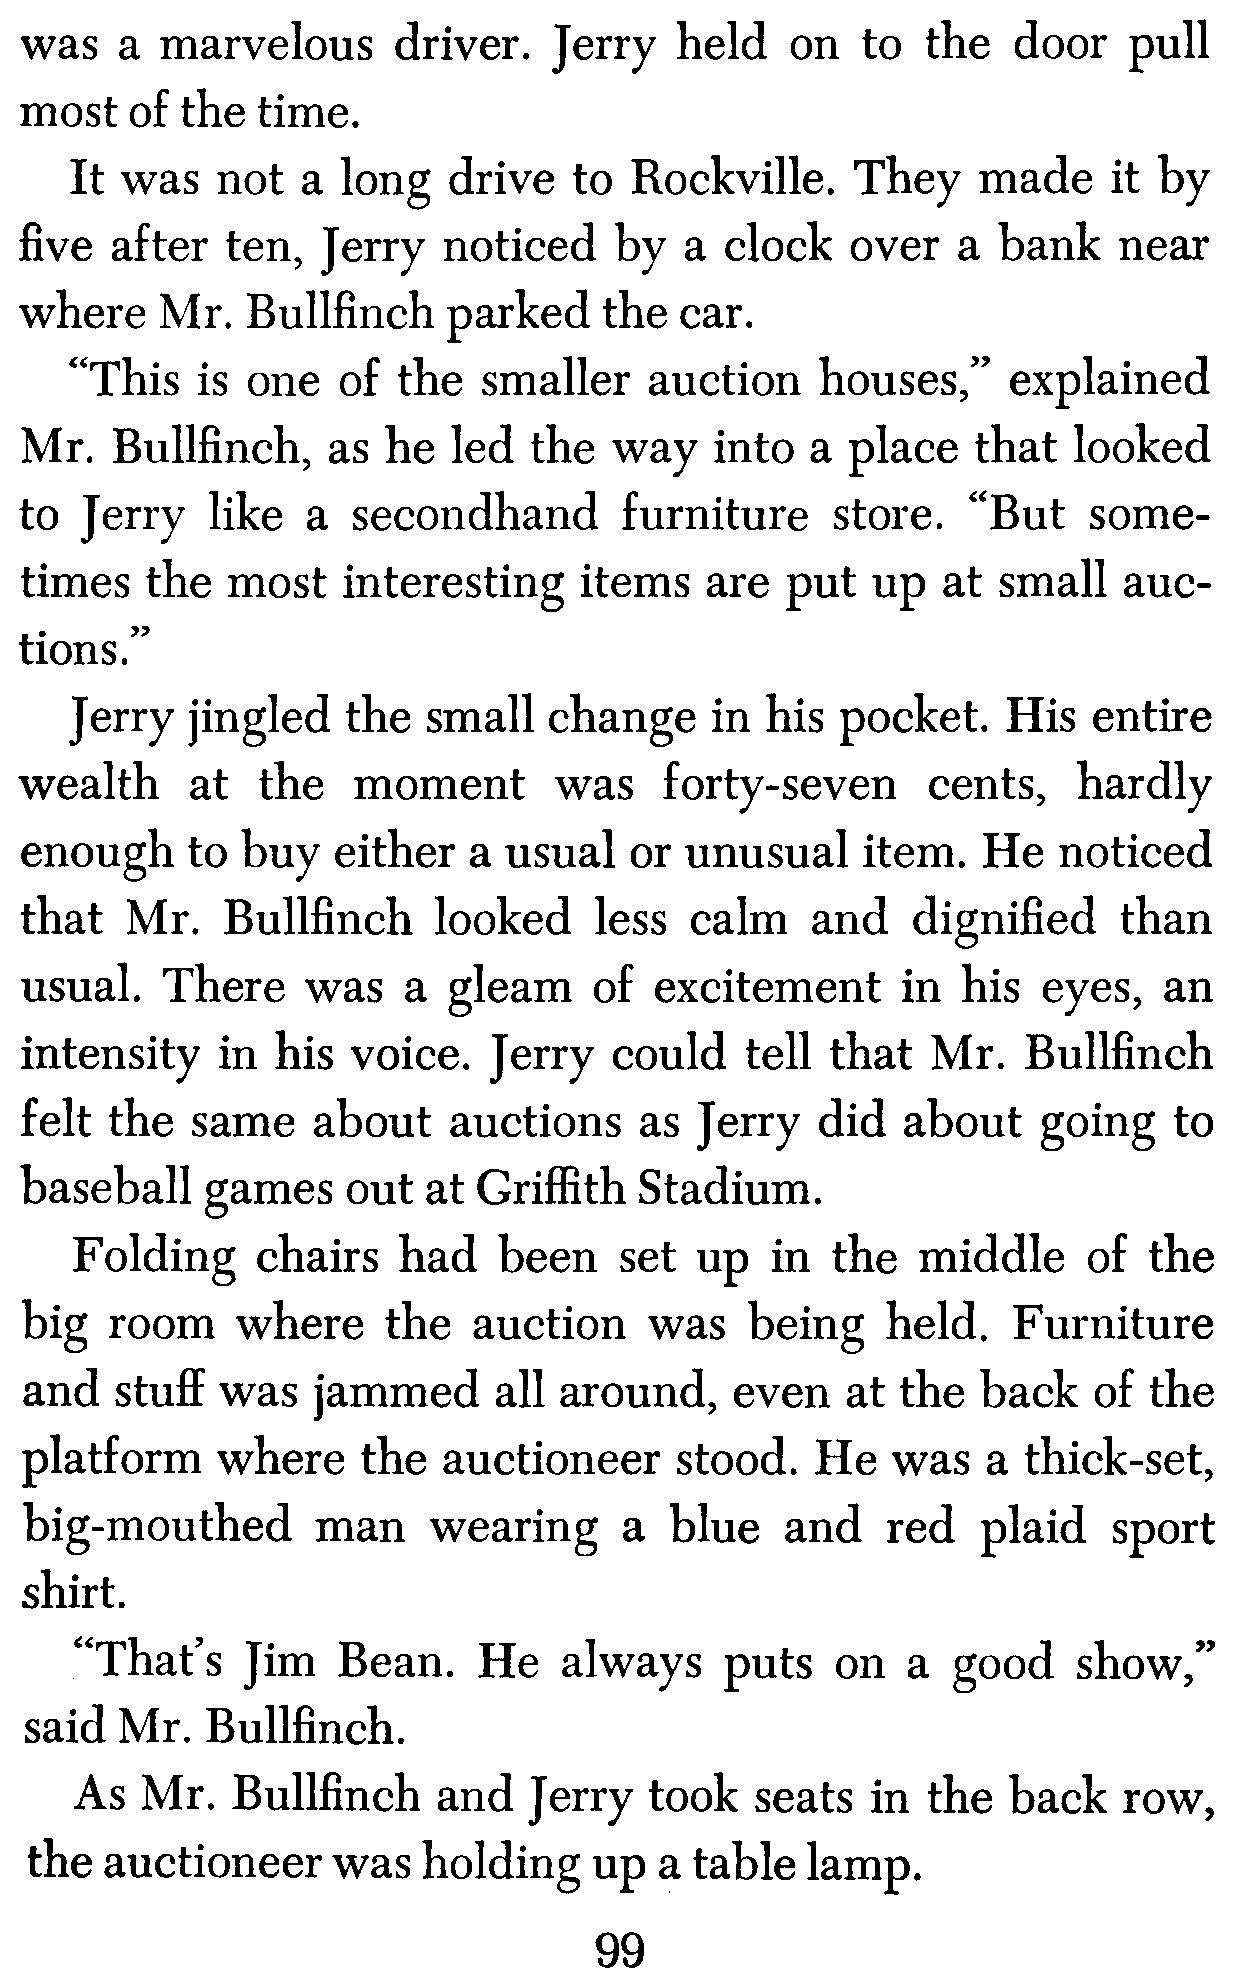 was a marvelous driver. Jerry held on to the door pull
most of the time.
It was not a long drive to Rockville. They made it by
five after ten, Jerry noticed by a clock over a bank near
where Mr. Bullfinch parked the car.
“This is one of the smaller auction houses,” explained
Mr. Bullfinch, as he led the way into a place that looked
to Jerry like a secondhand furniture store. “But some-
times the most interesting items are put up at small auc-
tions.”
Jerry jingled the small change in his pocket. His entire
wealth at the moment was forty-seven cents, hardly
enough to buy either a usual or unusual item. He noticed
that Mr. Bullfinch looked less calm and dignified than
usual. There was a gleam of excitement in his eyes, an
intensity in his voice. Jerry could tell that Mr. Bullfinch
felt the same about auctions as Jerry did about going to
baseball games out at Griffith Stadium.
Folding chairs had been set up in the middle of the
big room where the auction was being held. Furniture
and stuff was jammed all around, even at the back of the
platform where the auctioneer stood. He was a thick-set,
big-mouthed man wearing a blue and red plaid sport
shirt.
“That’s Jim Bean. He always puts on a good show,”
said Mr. Bullfinch.
As Mr. Bullfinch and Jerry took seats in the back row,
the auctioneer was holding up a table lamp.
99